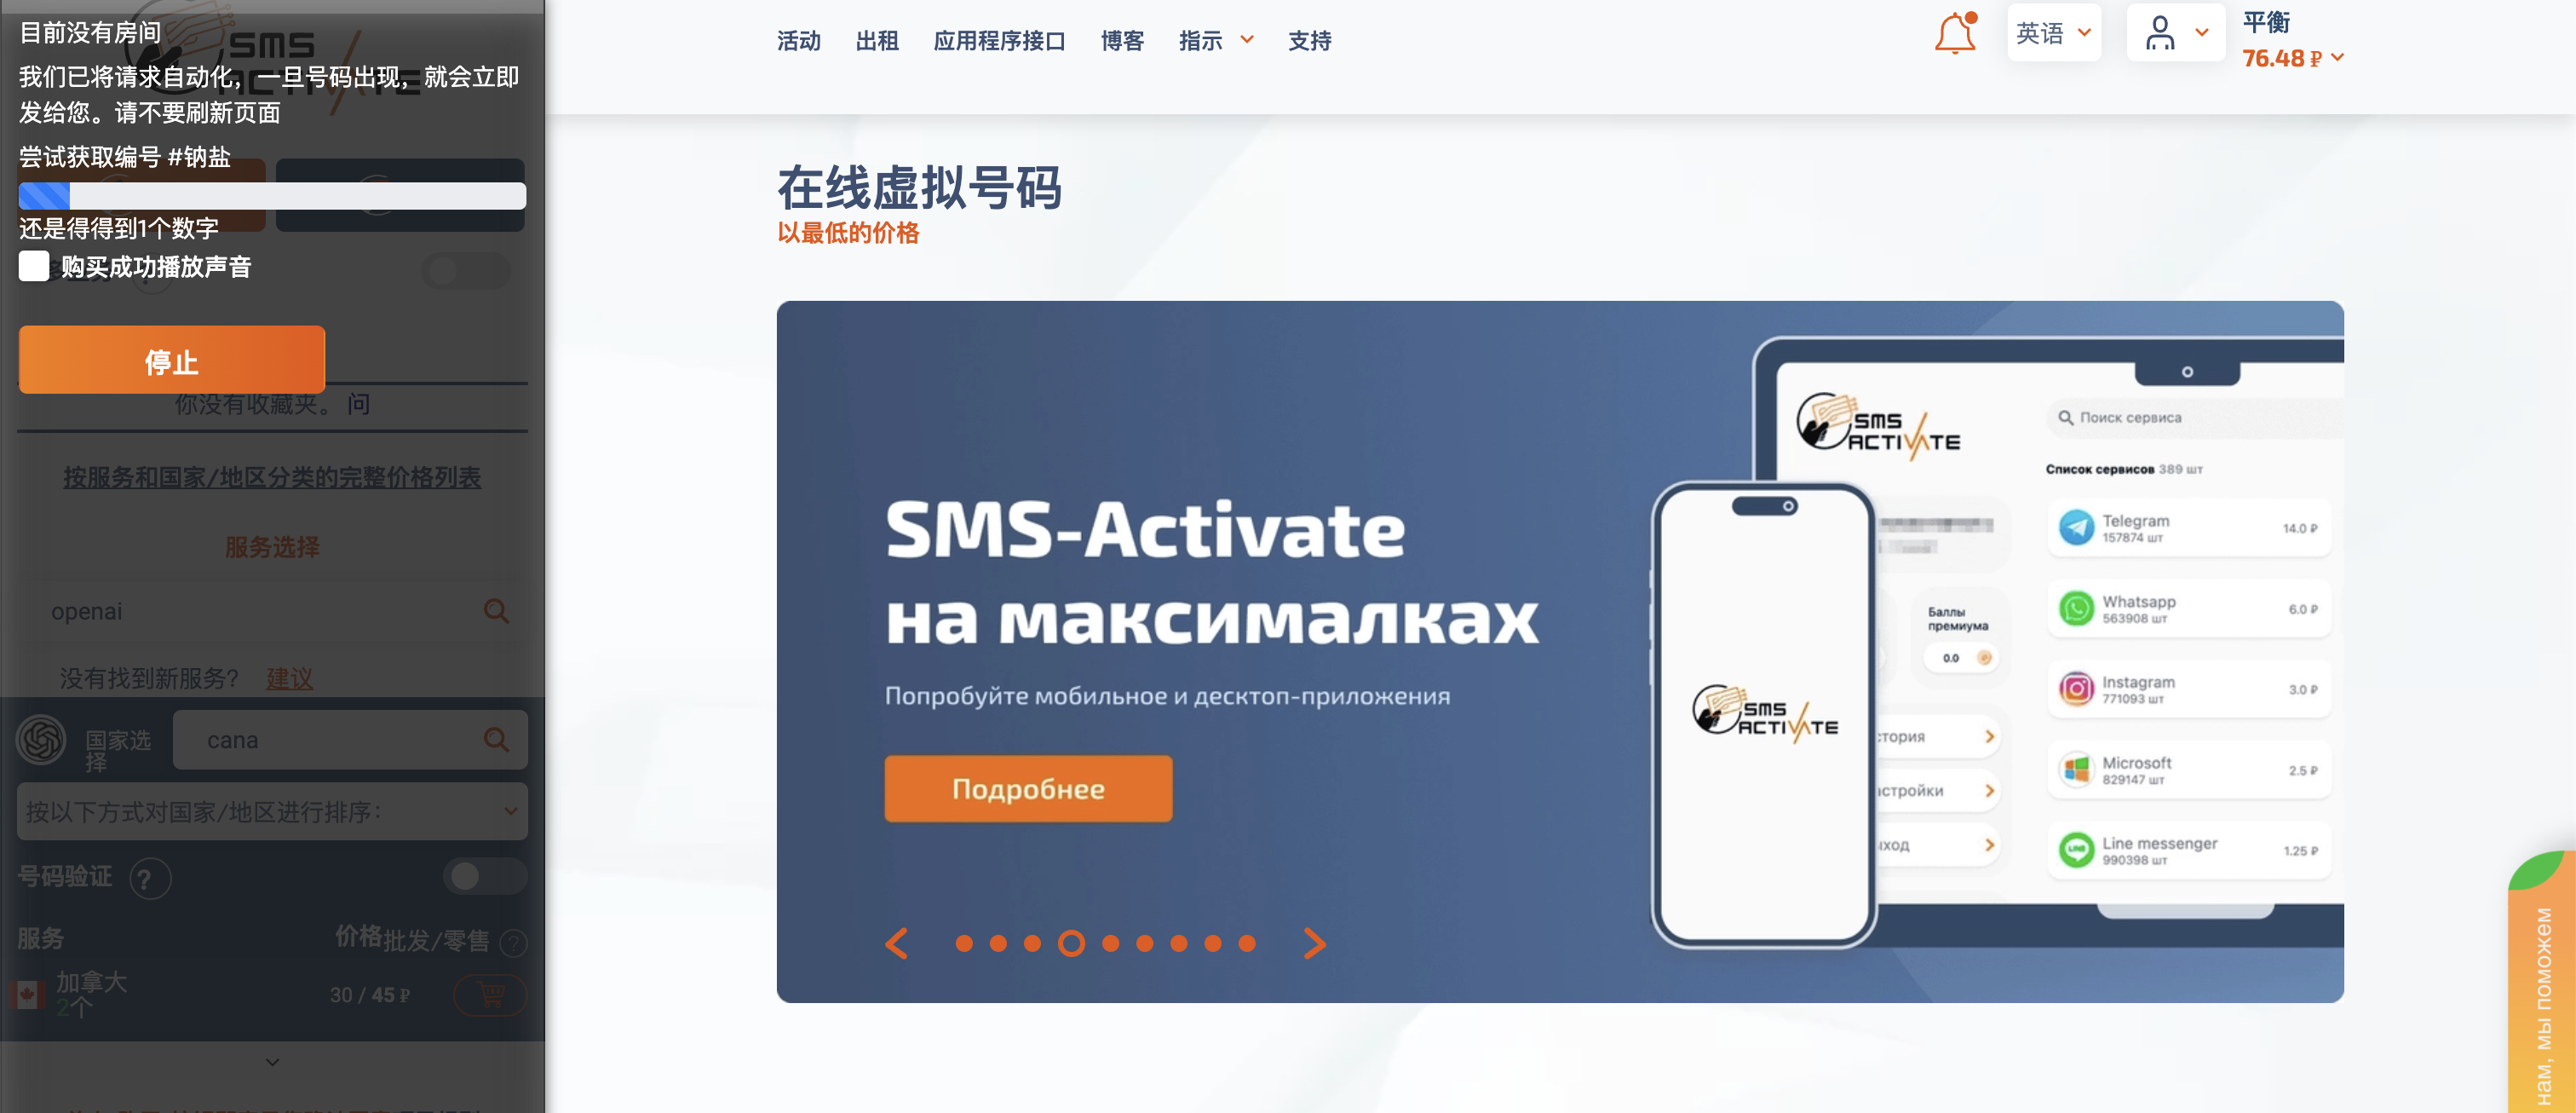 目前没有房间
我们已将请求自动化，一旦号码出现，就会立即
发给您。请不要刷新页面
尝试获取编号 #钠盐
还是得得到1个数字
购买成功播放声音
停止
SMS
ACTIVATE
你没有收藏夹。 问
按服务和国家/地区分类的完整价格列表
服务选择
openai
没有找到新服务? 建议
国家选
择
cana
按以下方式对国家/地区进行排序：
号码验证 ?
服务
价格批发/零售 ?
加拿大
2个
30 / 45 ₽
活动 出租 应用程序接口 博客 指示 支持
英语
平衡
76.48 ₽
在线虚拟号码
以最低的价格
SMS-Activate
на максималках
Попробуйте мобильное и десктоп-приложения
Подробнее
SMS
ACTIVATE
SMS
ACTIVATE
Баллы
премиума
0.0
стория
астройки
ыход
Поиск сервиса
Список сервисов 389 шт
Telegram
157874 шт
14.0 ₽
Whatsapp
563908 шт
6.0 ₽
Instagram
771093 шт
3.0 ₽
Microsoft
829147 шт
2.5 ₽
Line messenger
990398 шт
1.25 ₽
нам, мы поможем